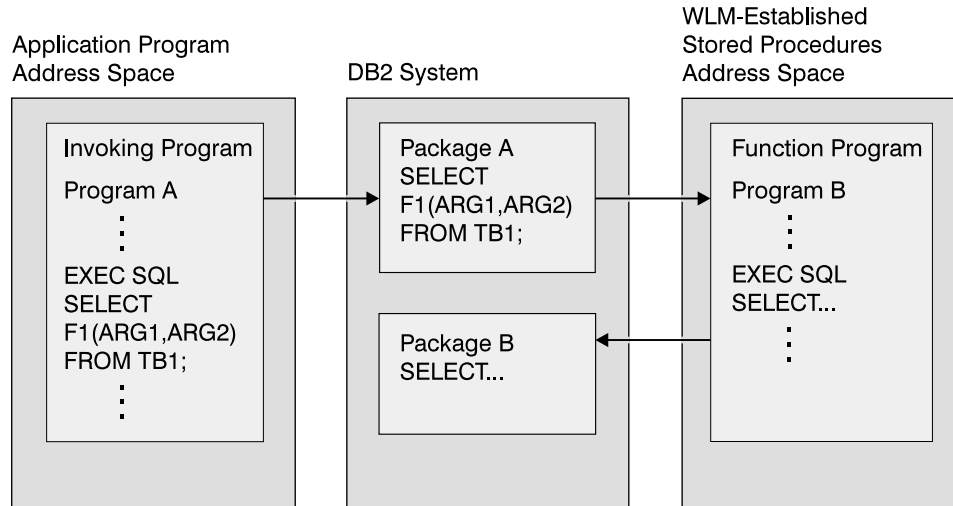 Application Program
Address Space
Invoking Program
Program A
EXEC SQL
SELECT
F1(ARG1,ARG2)
FROM TB1;
DB2 System
Package A
SELECT
F1(ARG1,ARG2)
FROM TB1;
Package B
SELECT...
WLM-Established
Stored Procedures
Address Space
Function Program
Program B
EXEC SQL
SELECT...